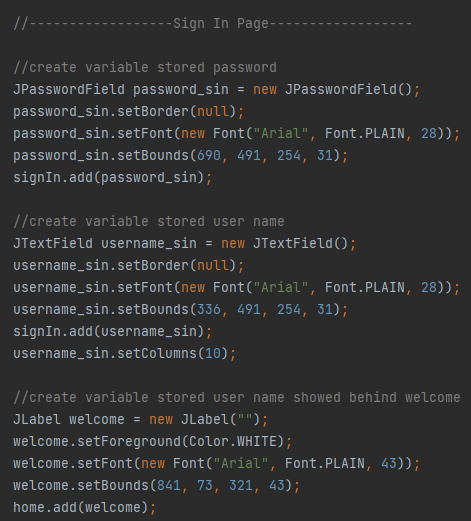 //------------------Sign In Page------------------
//create variable stored password
JPasswordField password_sin = new JPasswordField();
password_sin.setBorder(null);
password_sin.setFont(new Font("Arial", Font.PLAIN, 28));
password_sin.setBounds(690, 491, 254, 31);
signIn.add(password_sin);
//create variable stored user name
JTextField username_sin = new JTextField();
username_sin.setBorder(null);
username_sin.setFont(new Font("Arial", Font.PLAIN, 28));
username_sin.setBounds(336, 491, 254, 31);
signIn.add(username_sin);
username_sin.setColumns(10);
//create variable stored user name showed behind welcome
JLabel welcome = new JLabel("");
welcome.setForeground(Color.WHITE);
welcome.setFont(new Font("Arial", Font.PLAIN, 43));
welcome.setBounds(841, 73, 321, 43);
home.add(welcome);